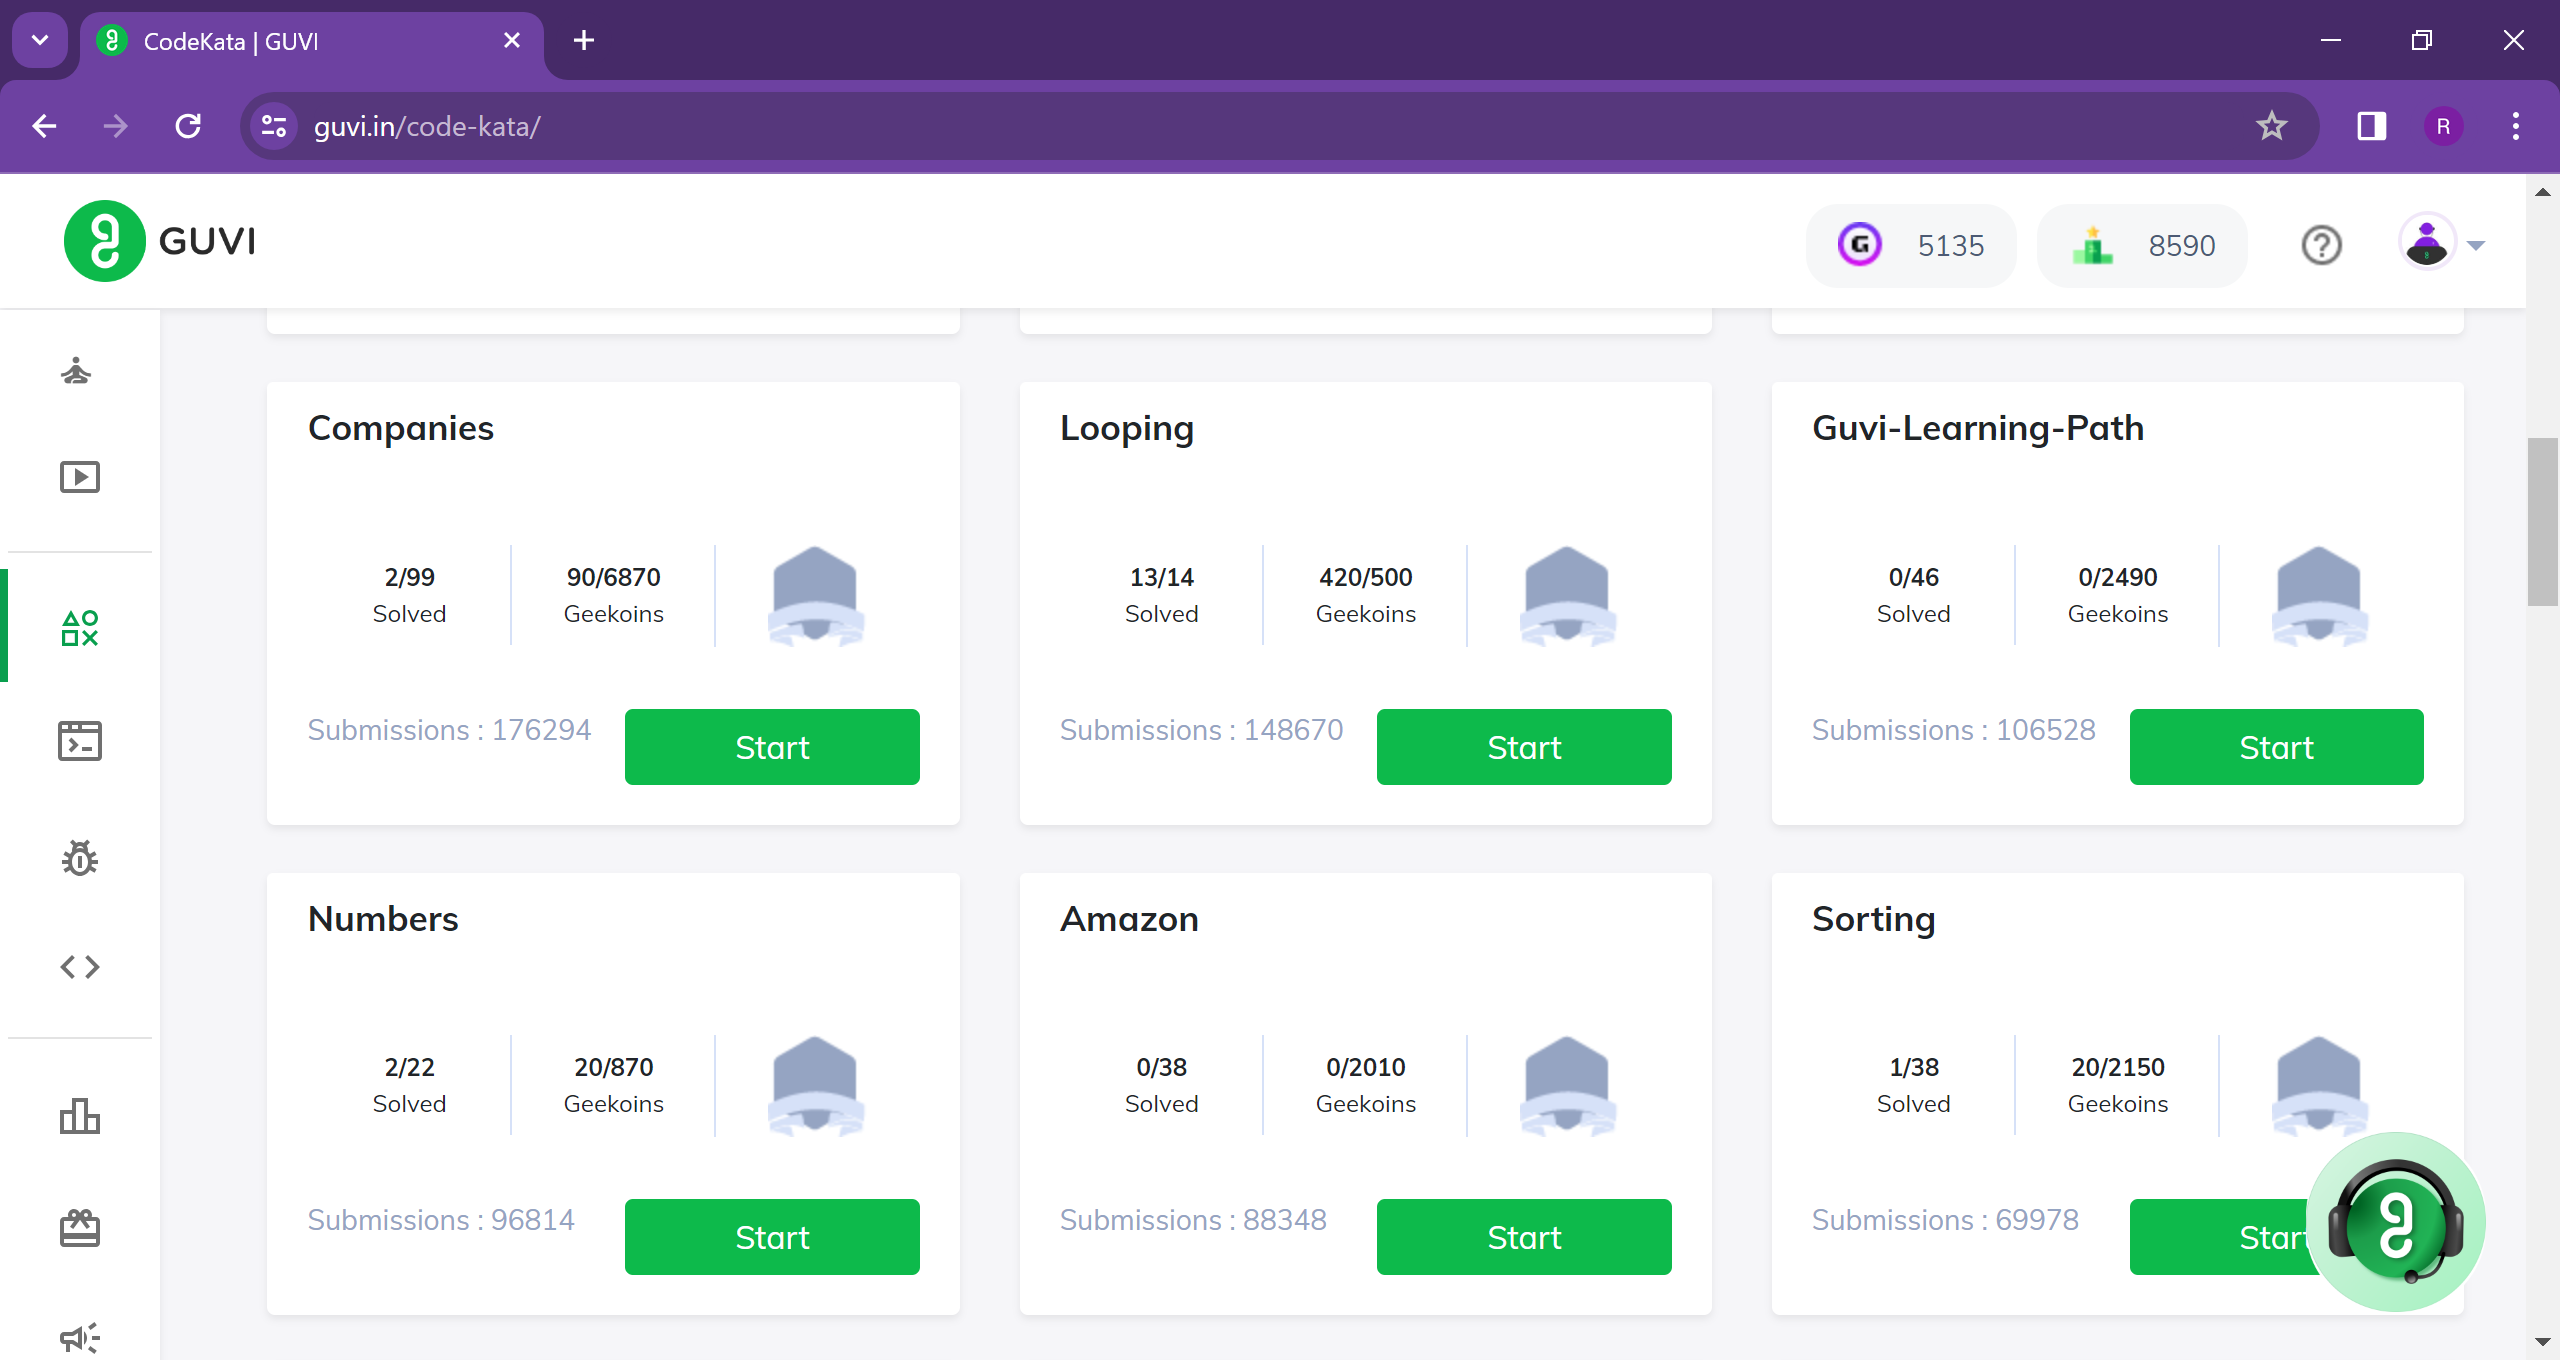 CodeKata | GUVI
guvi.in/code-kata/
R
GUVI
5135
8590
Companies
2/99
Solved
90/6870
Geekoins
Submissions : 176294
Start
Looping
13/14
Solved
420/500
Geekoins
Submissions : 148670
Start
Guvi-Learning-Path
0/46
Solved
0/2490
Geekoins
Submissions : 106528
Start
Numbers
2/22
Solved
20/870
Geekoins
Submissions : 96814
Start
Amazon
0/38
Solved
0/2010
Geekoins
Submissions : 88348
Start
Sorting
1/38
Solved
20/2150
Geekoins
Submissions : 69978
Start